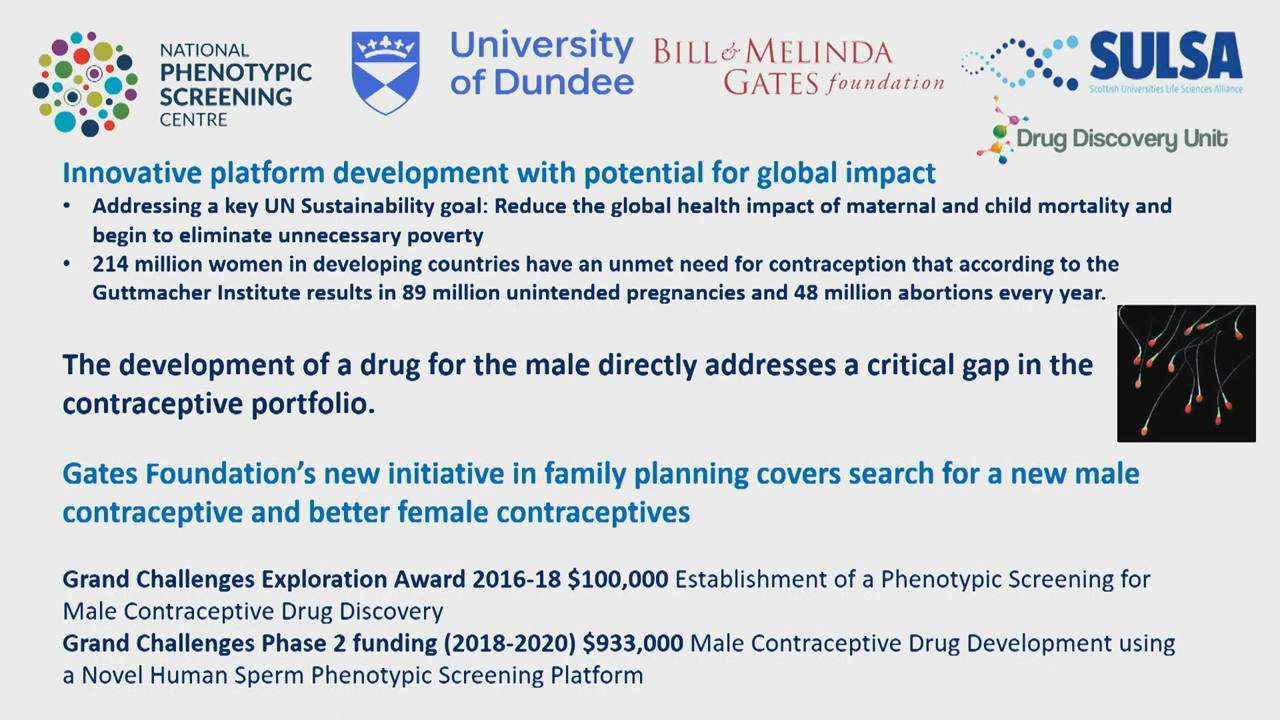 NATIONAL
PHENOTYPIC
SCREENING
CENTRE
University
of Dundee
BILL & MELINDA
GATES foundation
SULSA
Scottish Universities Life Sciences Alliance
Drug Discovery Unit
Innovative platform development with potential for global impact
• Addressing a key UN Sustainability goal: Reduce the global health impact of maternal and child mortality and
begin to eliminate unnecessary poverty
• 214 million women in developing countries have an unmet need for contraception that according to the
Guttmacher Institute results in 89 million unintended pregnancies and 48 million abortions every year.
The development of a drug for the male directly addresses a critical gap in the
contraceptive portfolio.
Gates Foundation’s new initiative in family planning covers search for a new male
contraceptive and better female contraceptives
Grand Challenges Exploration Award 2016-18 $100,000 Establishment of a Phenotypic Screening for
Male Contraceptive Drug Discovery
Grand Challenges Phase 2 funding (2018-2020) $933,000 Male Contraceptive Drug Development using
a Novel Human Sperm Phenotypic Screening Platform